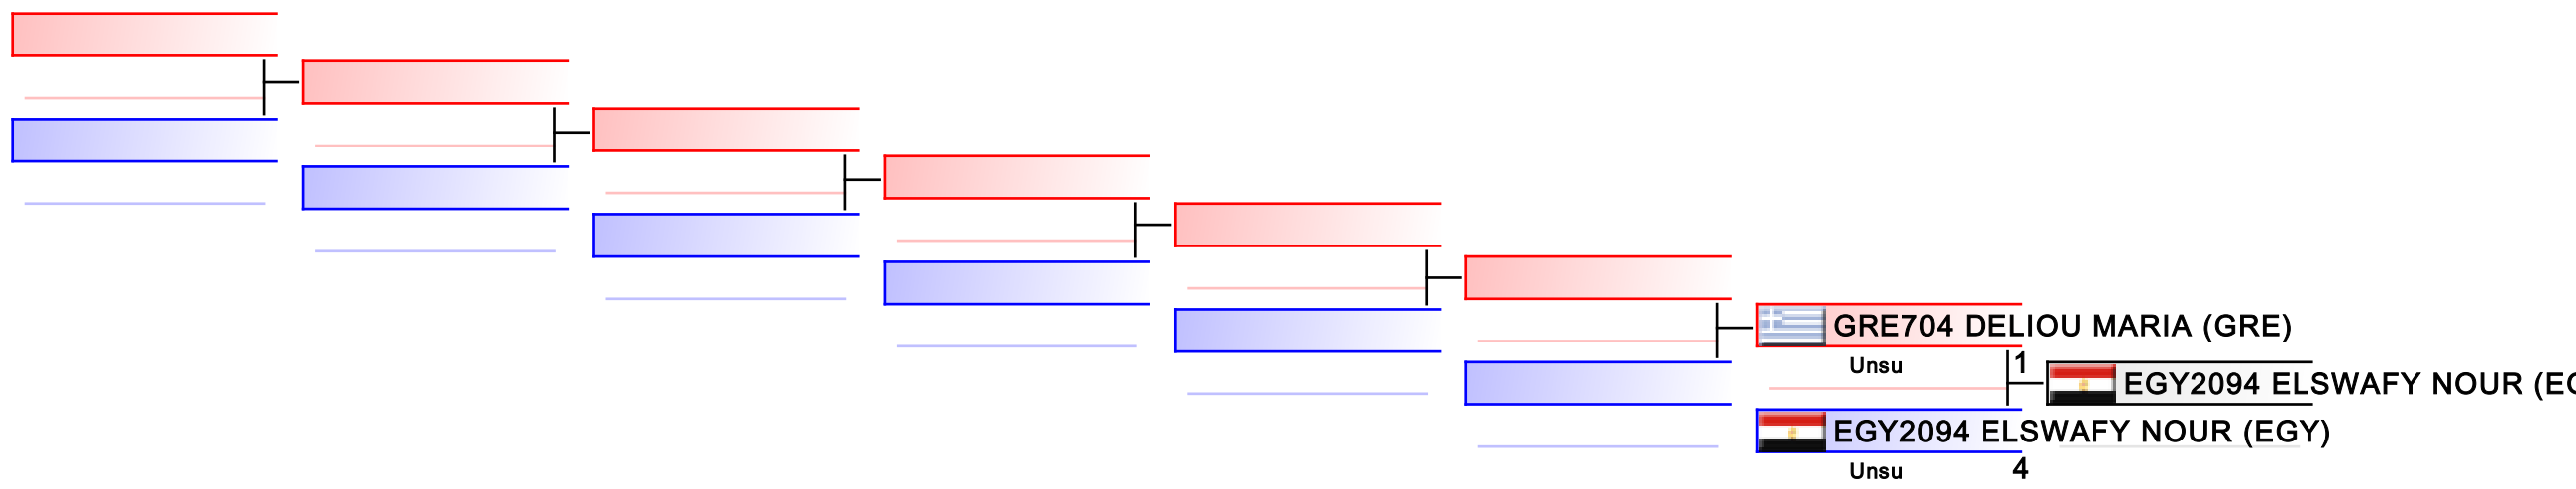 GRE704 DELIOU MARIA (GRE)
Unsu 1
EGY2094 ELSWAFY NOUR (EG
EGY2094 ELSWAFY NOUR (EGY)
Unsu 4